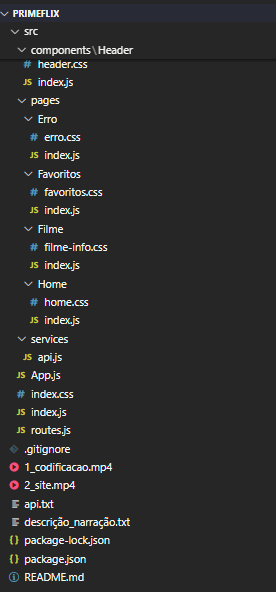 PRIMEFLIX
src
components\Header
# header.css
JS index.js
pages
Erro
# erro.css
JS index.js
Favoritos
# favoritos.css
JS index.js
Filme
# filme-info.css
JS index.js
Home
# home.css
JS index.js
services
JS api.js
JS App.js
# index.css
JS index.js
JS routes.js
.gitignore
1_codificacao.mp4
2_site.mp4
api.txt
descrição_narração.txt
{} package-lock.json
{} package.json
README.md